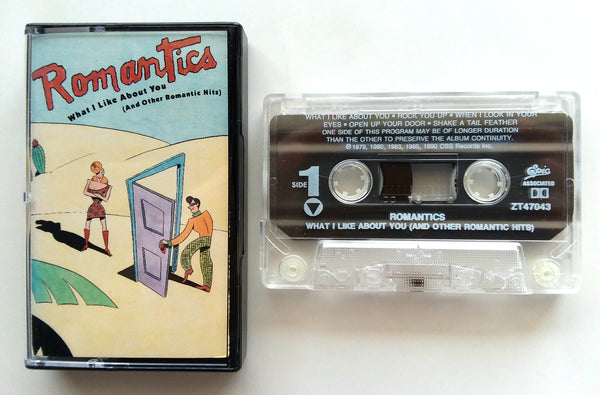 Romantics
What I Like About You
(And Other Romantic Hits)
WHAT I LIKE ABOUT YOU • ROCK YOU UP • WHEN I LOOK IN YOUR
EYES • OPEN UP YOUR DOOR • SHAKE A TAIL FEATHER
ONE SIDE OF THIS PROGRAM MAY BE OF LONGER DURATION
THAN THE OTHER TO PRESERVE THE ALBUM CONTINUITY.
℗ 1979, 1980, 1983, 1985, 1990 CBS Records Inc.
SIDE 1
Epic
ASSOCIATED
ZT47043
ROMANTICS
WHAT I LIKE ABOUT YOU (AND OTHER ROMANTIC HITS)